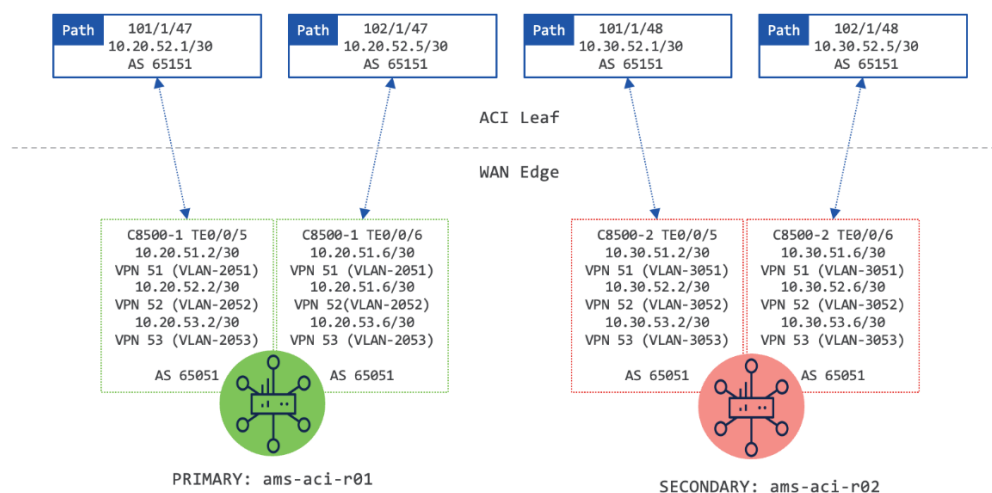 Path
101/1/47
10.20.52.1/30
AS 65151
Path
102/1/47
10.20.52.5/30
AS 65151
Path
101/1/48
10.30.52.1/30
AS 65151
Path
102/1/48
10.30.52.5/30
AS 65151
ACI Leaf
WAN Edge
C8500-1 TE0/0/5
10.20.51.2/30
VPN 51 (VLAN-2051)
10.20.52.2/30
VPN 52 (VLAN-2052)
10.20.53.2/30
VPN 53 (VLAN-2053)
AS 65051
C8500-1 TE0/0/6
10.20.51.6/30
VPN 51 (VLAN-2051)
10.20.51.6/30
VPN 52(VLAN-2052)
10.20.53.6/30
VPN 53 (VLAN-2053)
AS 65051
C8500-2 TE0/0/5
10.30.51.2/30
VPN 51 (VLAN-3051)
10.30.52.2/30
VPN 52 (VLAN-3052)
10.30.53.2/30
VPN 53 (VLAN-3053)
AS 65051
C8500-2 TE0/0/6
10.30.51.6/30
VPN 51 (VLAN-3051)
10.30.52.6/30
VPN 52 (VLAN-3052)
10.30.53.6/30
VPN 53 (VLAN-3053)
AS 65051
PRIMARY: ams-aci-r01
SECONDARY: ams-aci-r02